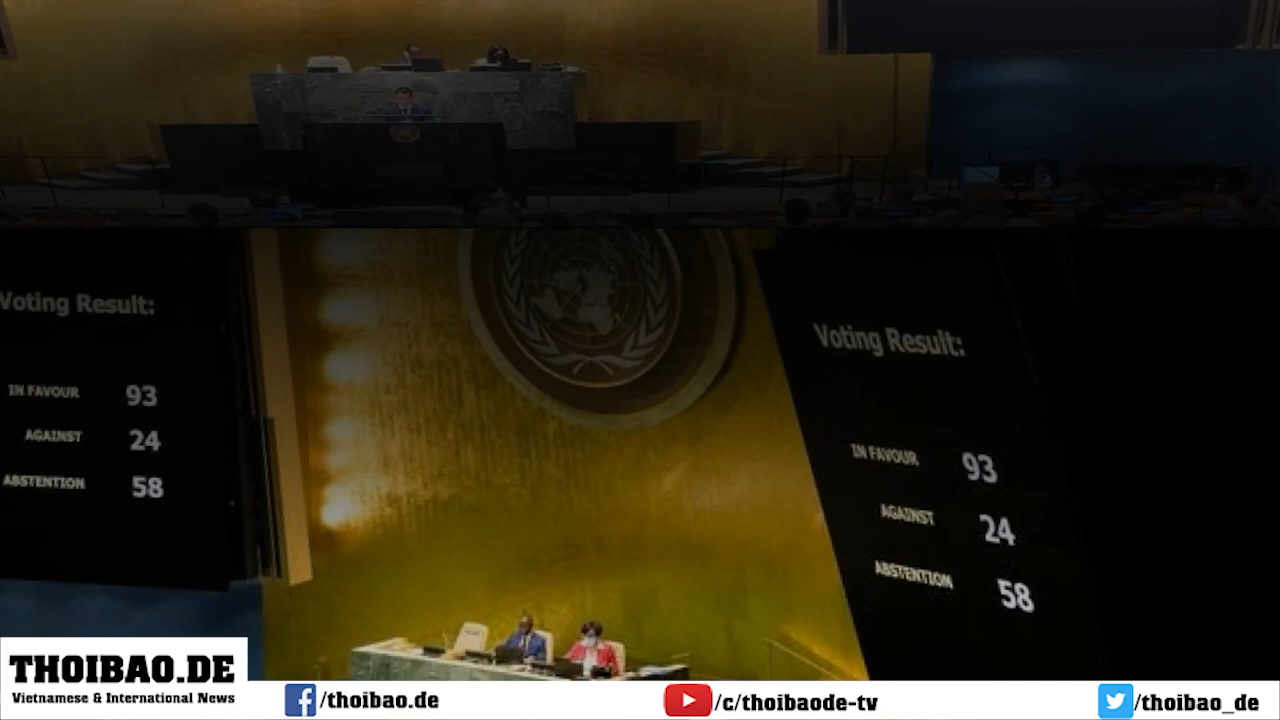 Voting Result:
IN FAVOUR 93
AGAINST 24
ABSTENTION 58
Voting Result:
IN FAVOUR 93
AGAINST 24
ABSTENTION 58
THOIBAO.DE
Vietnamese & International News
/thoibao.de
/c/thoibaode-tv
/thoibao_de